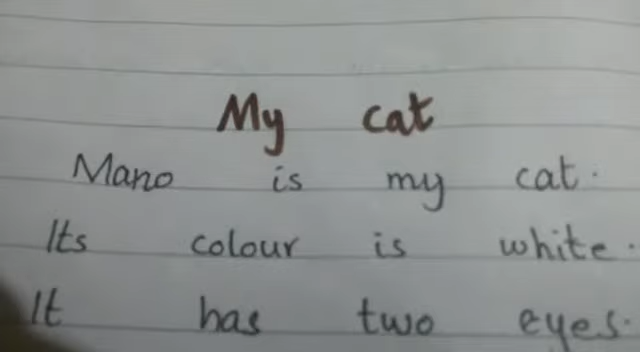 My cat
Mano is my cat.
Its colour is white.
It has two eyes.